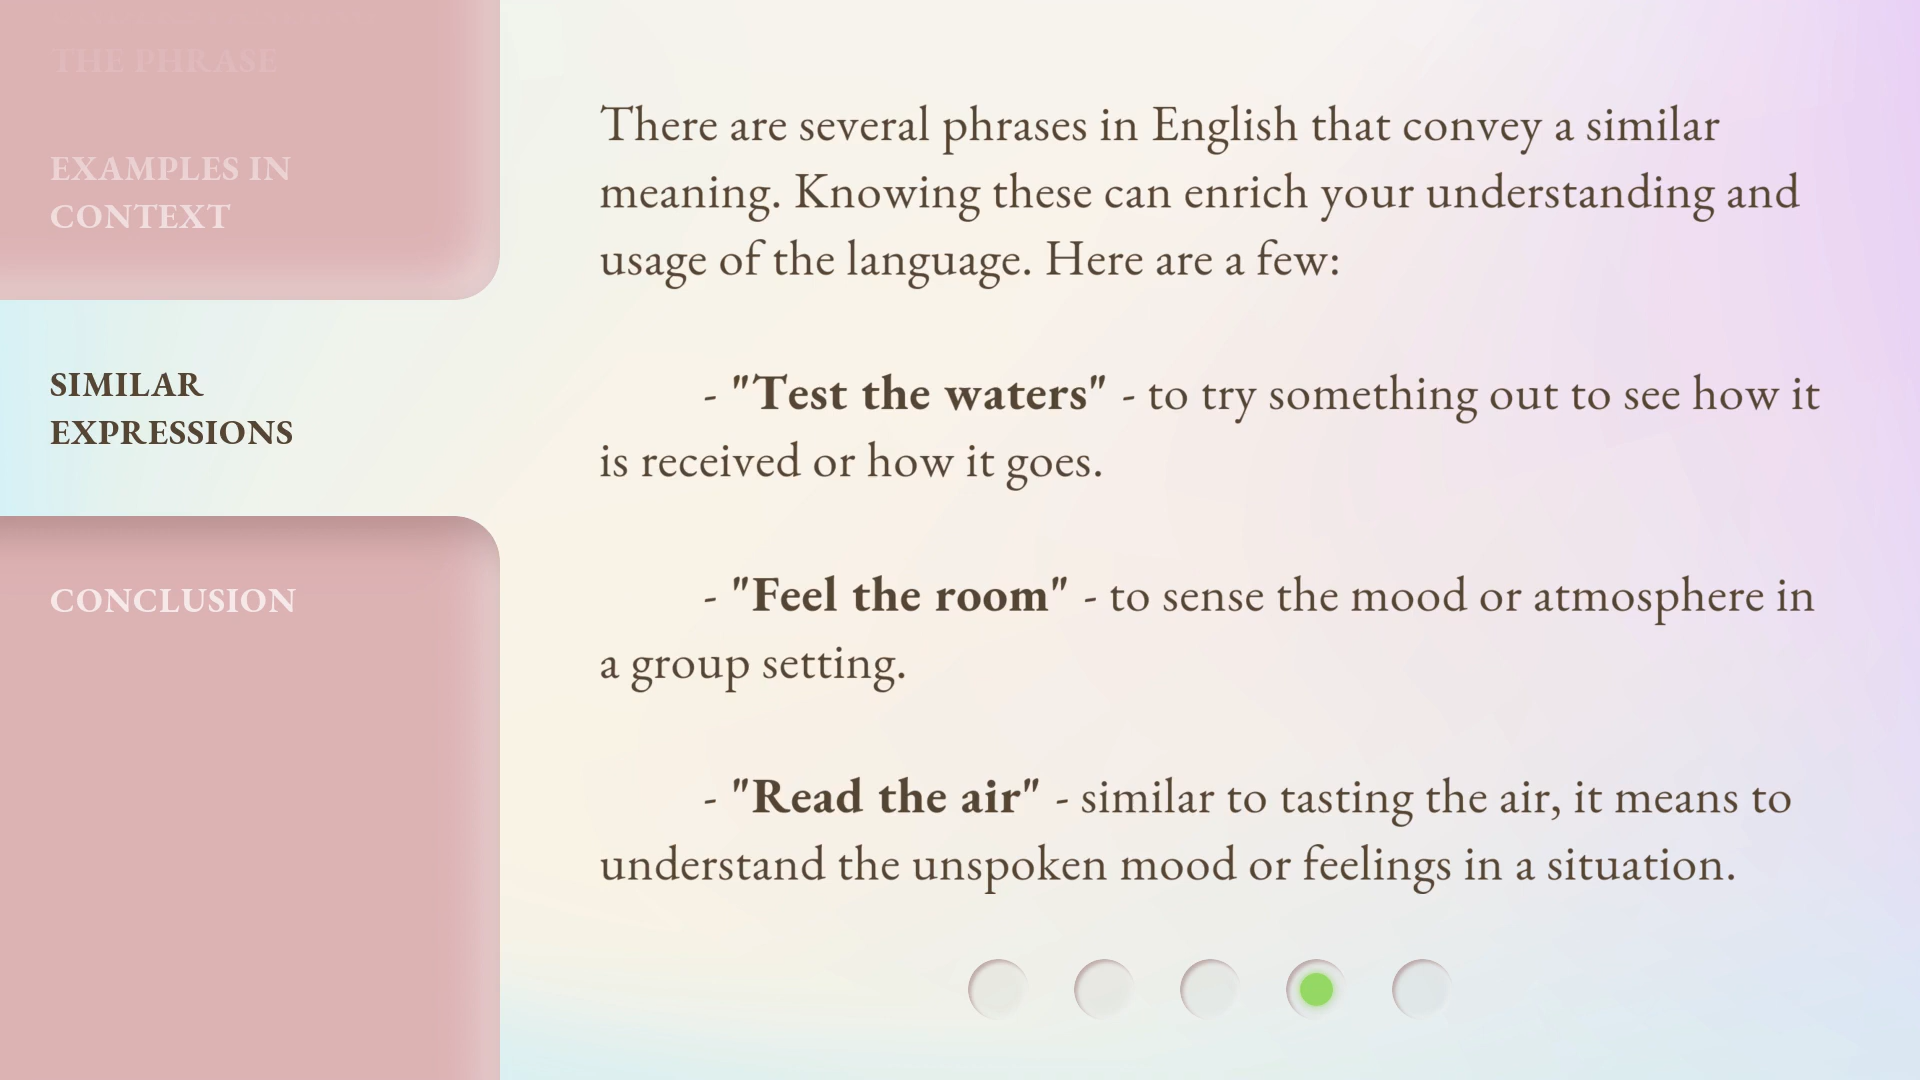 THE PHRASE
EXAMPLES IN
CONTEXT
SIMILAR
EXPRESSIONS
CONCLUSION
There are several phrases in English that convey a similar
meaning. Knowing these can enrich your understanding and
usage of the language. Here are a few:
- "Test the waters" - to try something out to see how it
is received or how it goes.
- "Feel the room" - to sense the mood or atmosphere in
a group setting.
- "Read the air" - similar to tasting the air, it means to
understand the unspoken mood or feelings in a situation.